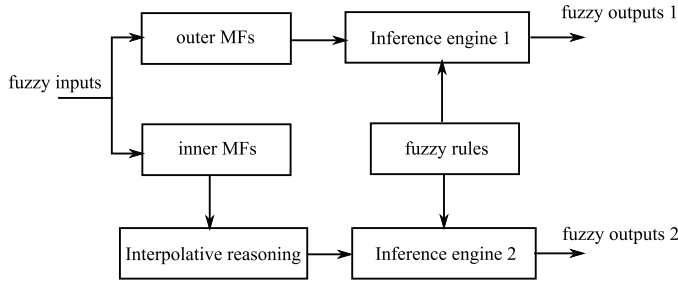 fuzzy outputs 1
outer MFs
Inference engine 1
fuzzy inputs
inner MFs
fuzzy rules
fuzzy outputs 2
Interpolative reasoning
Inference engine 2